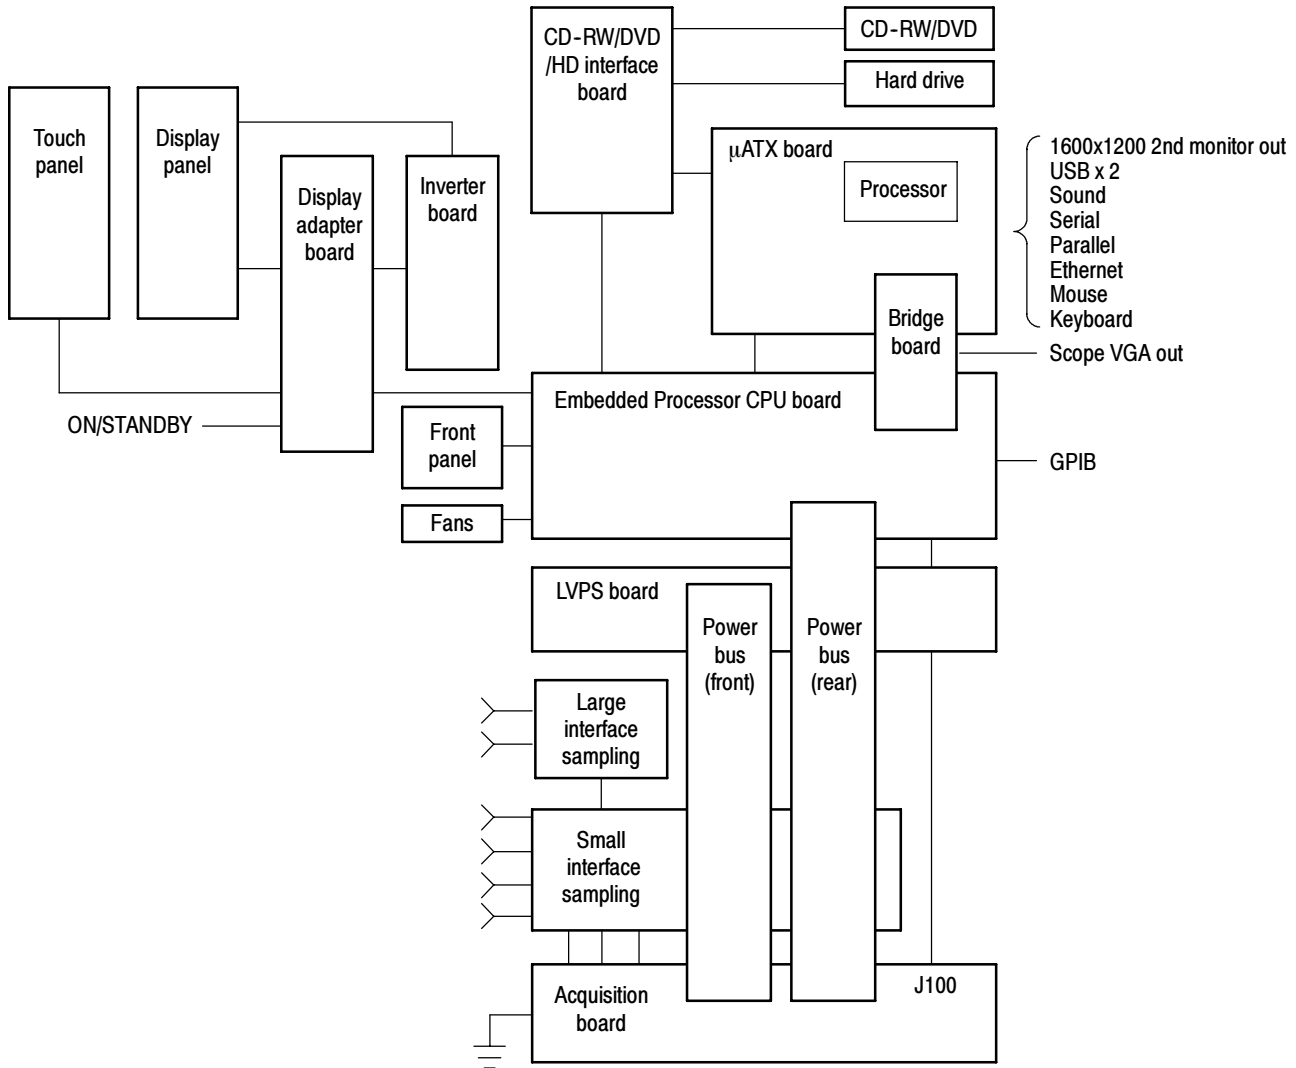 CD-RW/DVD
/HD interface
board
CD-RW/DVD
Hard drive
Touch
panel
Display
panel
Display
adapter
board
Inverter
board
µATX board
Processor
1600x1200 2nd monitor out
USB x 2
Sound
Serial
Parallel
Ethernet
Mouse
Keyboard
Bridge
board
Scope VGA out
ON/STANDBY
Embedded Processor CPU board
Front
panel
GPIB
Fans
LVPS board
Power
bus
(front)
Power
bus
(rear)
Large
interface
sampling
Small
interface
sampling
Acquisition
board
J100